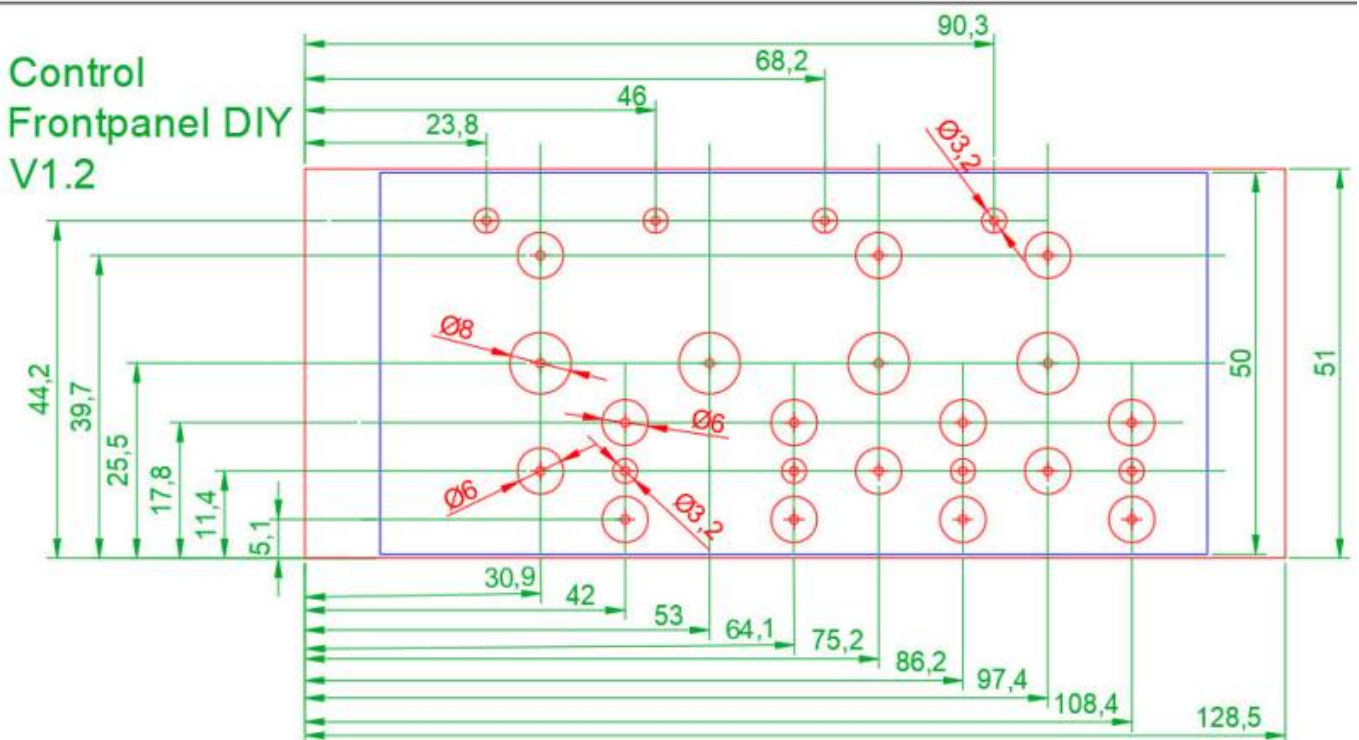 Control
Frontpanel DIY
V1.2
90,3
68,2
46
23,8
Ø3,2
Ø8
Ø6
Ø6
Ø3,2
44,2
39,7
25,5
17,8
11,4
5,1
50
51
30,9
42
53
64,1
75,2
86,2
97,4
108,4
128,5